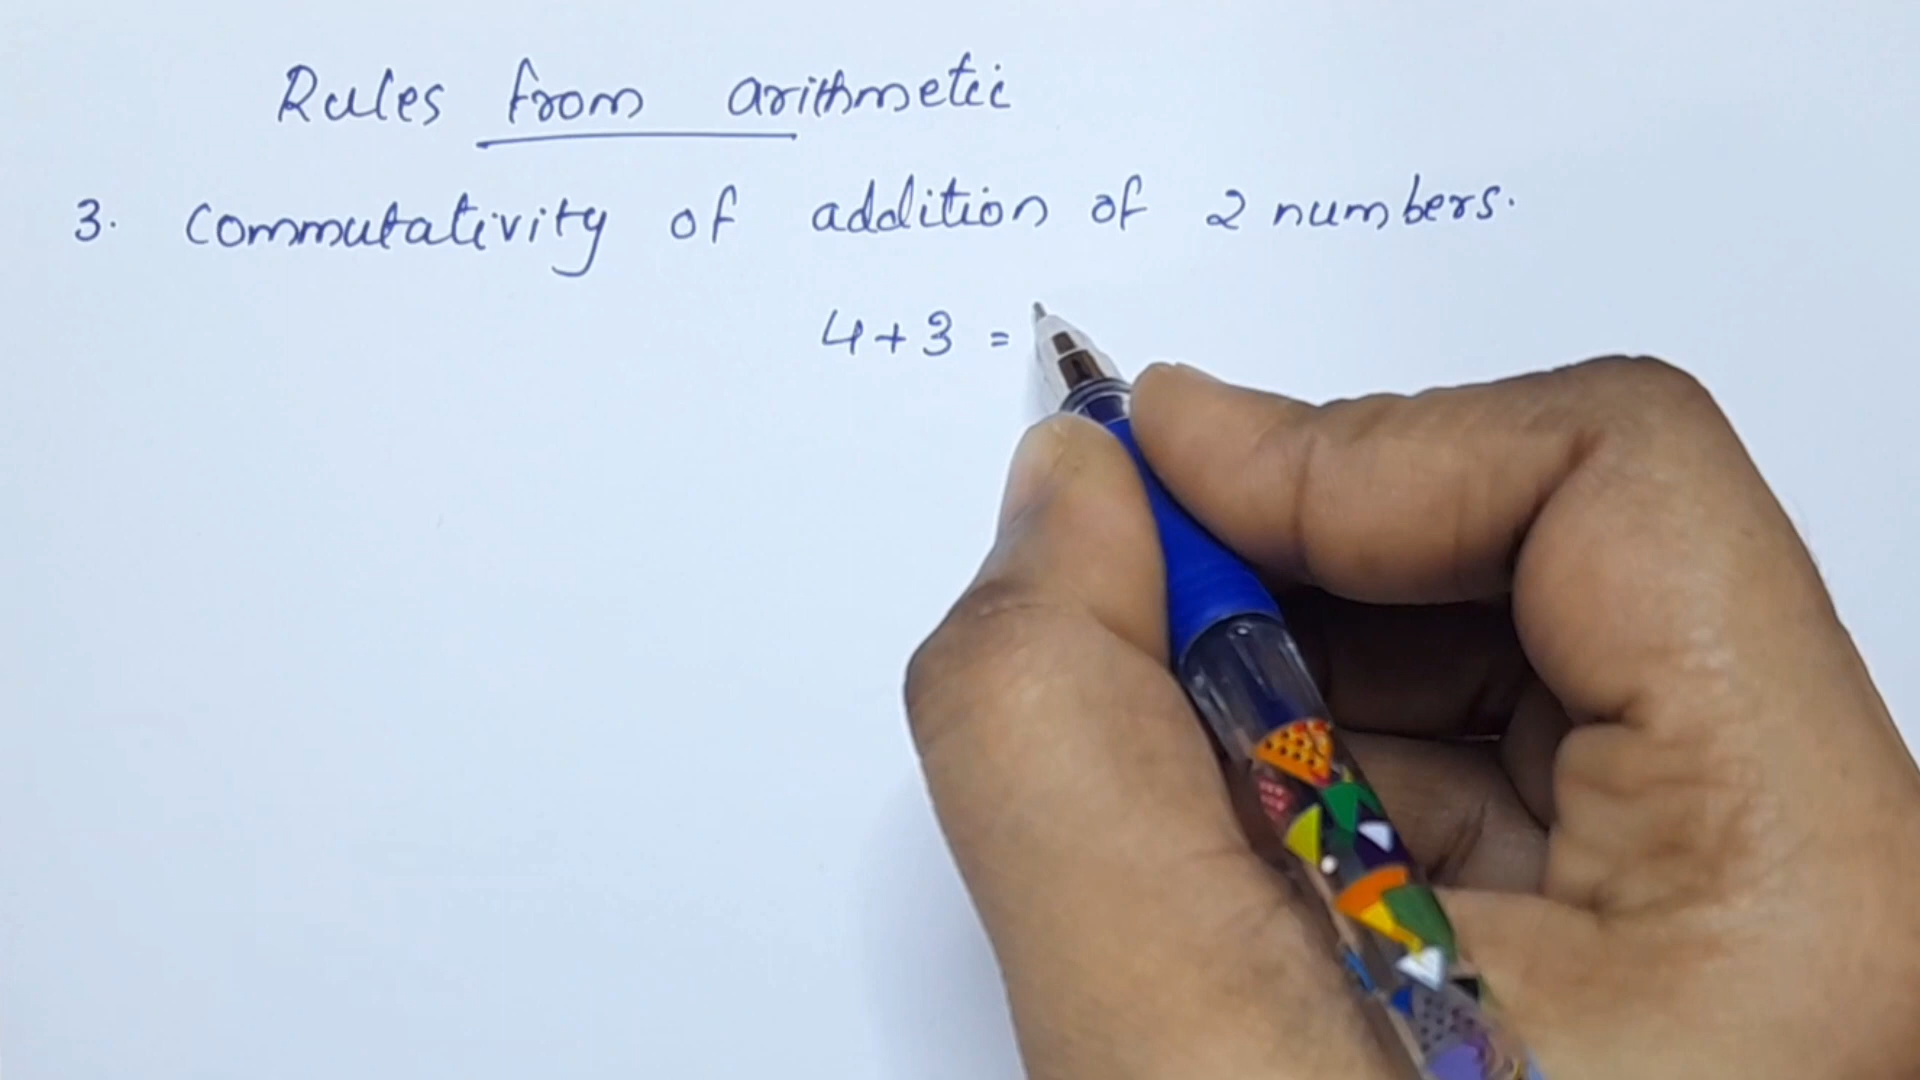 Rules from arithmetic
3. Commutativity of addition of 2 numbers.
4+3 =